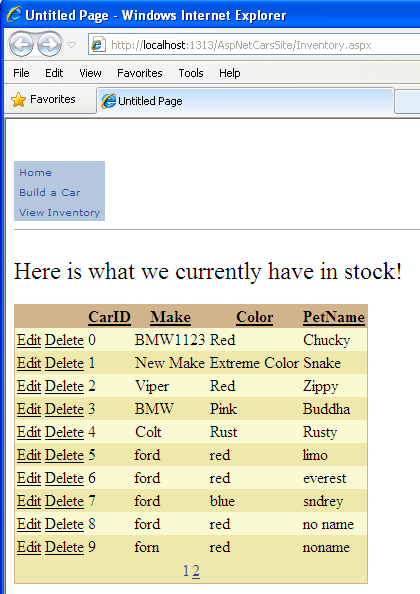 Untitled Page - Windows Internet Explorer
http://localhost:1313/AspNetCarsSite/Inventory.aspx
File Edit View Favorites Tools Help
Favorites Untitled Page
Home
Build a Car
View Inventory
Here is what we currently have in stock!
CarID Make Color PetName
Edit Delete 0 BMW1123 Red Chucky
Edit Delete 1 New Make Extreme Color Snake
Edit Delete 2 Viper Red Zippy
Edit Delete 3 BMW Pink Buddha
Edit Delete 4 Colt Rust Rusty
Edit Delete 5 ford red limo
Edit Delete 6 ford red everest
Edit Delete 7 ford blue sndrey
Edit Delete 8 ford red no name
Edit Delete 9 forn red noname
1 2